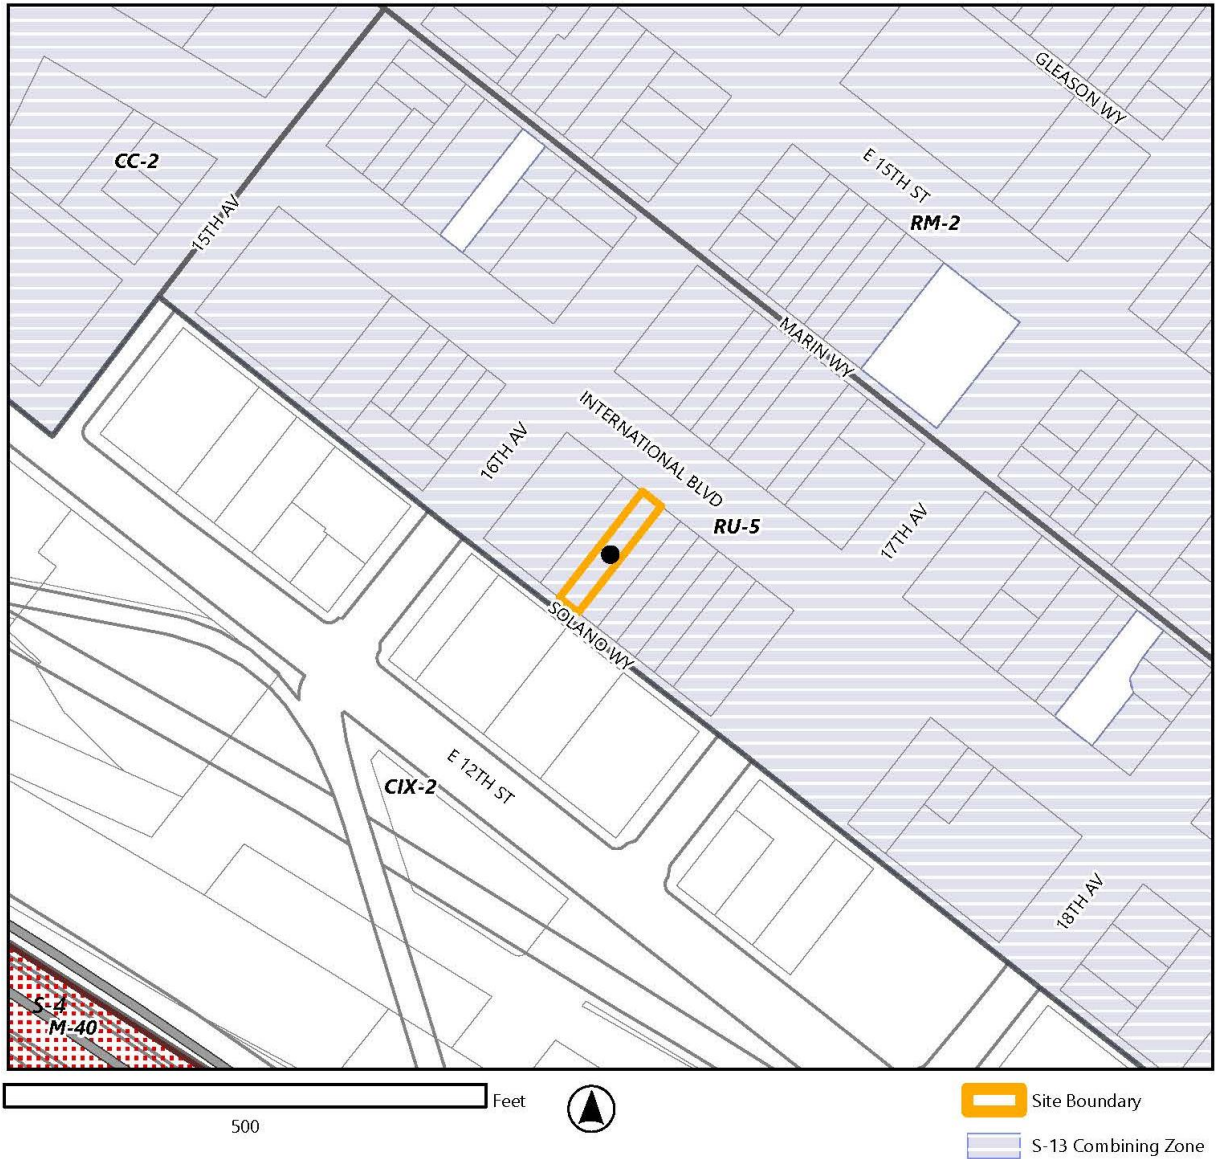 GLEASON WY
CC-2
E 15TH ST
15TH AV
RM-2
MARIN WY
INTERNATIONAL BLVD
16TH AV
RU-5
17TH AV
SOLANO WY
E 12TH ST
CIX-2
18TH AV
S-4
M-40
Feet
500
Site Boundary
S-13 Combining Zone